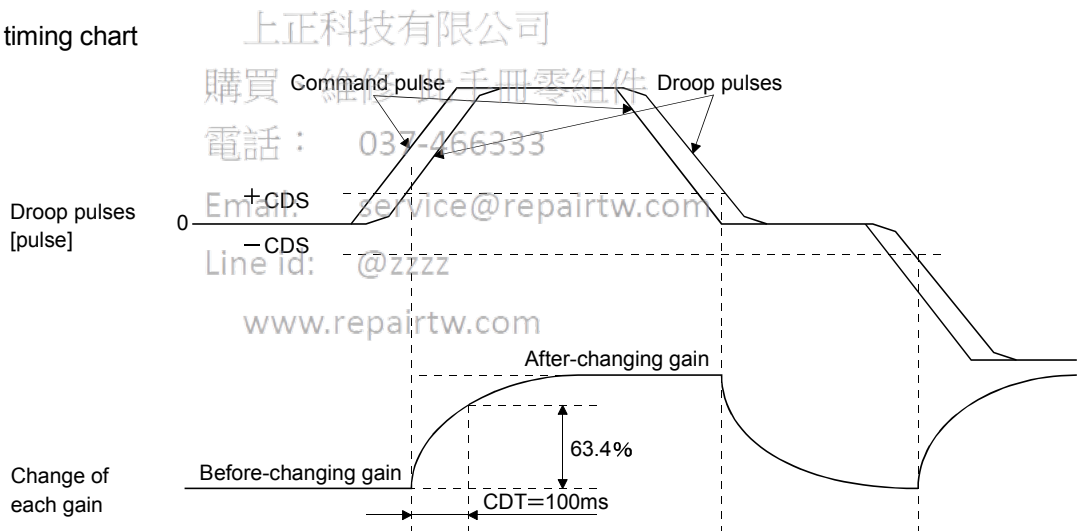 timing chart
上正科技有限公司
購買、維修 此手冊零組件
Command pulse
Droop pulses
電話： 037-466333
+CDS
Email: service@repairtw.com
Droop pulses
[pulse]
0
−CDS
Line id: @zzzz
www.repairtw.com
After-changing gain
63.4%
Change of
each gain
Before-changing gain
CDT=100ms